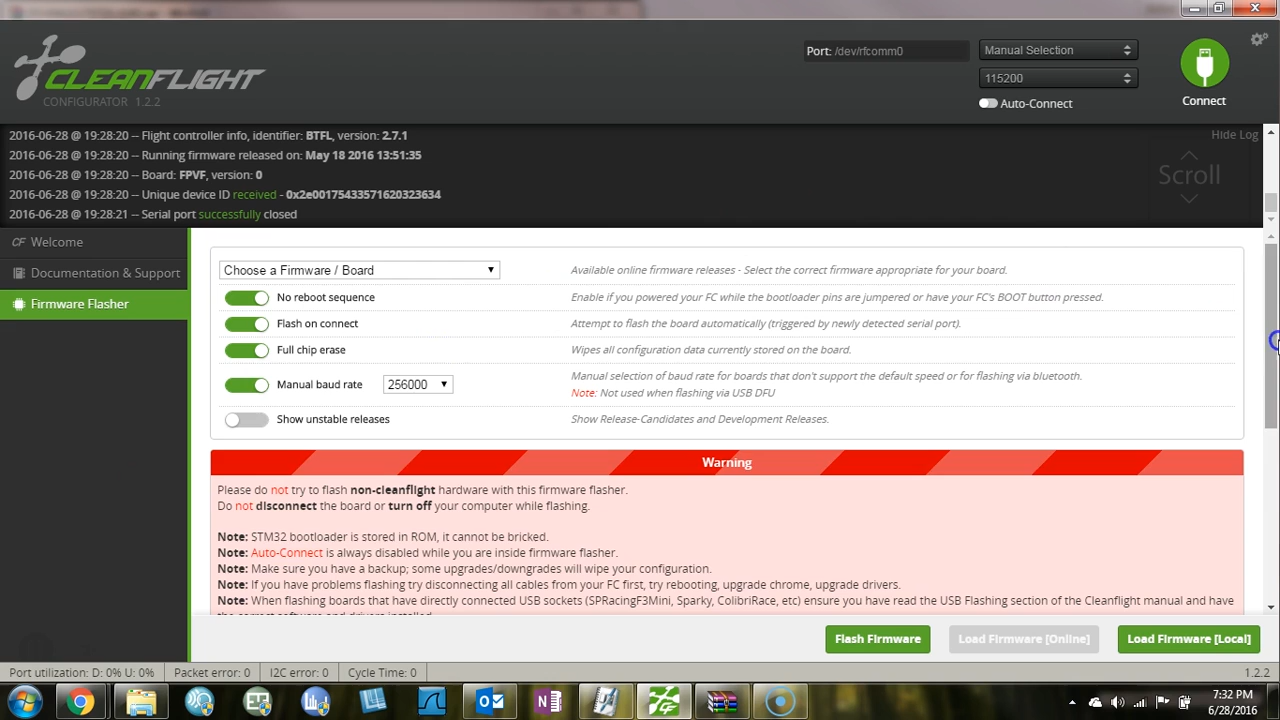 CLEANFLIGHT
CONFIGURATOR 1.2.2
Port: /dev/rfcomm0
Manual Selection
115200
Auto-Connect
Connect
2016-06-28 @ 19:28:20 -- Flight controller info, identifier: BTFL, version: 2.7.1
2016-06-28 @ 19:28:20 -- Running firmware released on: May 18 2016 13:51:35
2016-06-28 @ 19:28:20 -- Board: FPVF, version: 0
2016-06-28 @ 19:28:20 -- Unique device ID received - 0x2e00175433571620323634
2016-06-28 @ 19:28:21 -- Serial port successfully closed
Hide Log
Scroll
CF Welcome
Documentation & Support
Firmware Flasher
Choose a Firmware / Board
Available online firmware releases - Select the correct firmware appropriate for your board.
No reboot sequence
Enable if you powered your FC while the bootloader pins are jumpered or have your FC's BOOT button pressed.
Flash on connect
Attempt to flash the board automatically (triggered by newly detected serial port).
Full chip erase
Wipes all configuration data currently stored on the board.
Manual baud rate
256000
Manual selection of baud rate for boards that don't support the default speed or for flashing via bluetooth.
Note: Not used when flashing via USB DFU
Show unstable releases
Show Release-Candidates and Development Releases.
Warning
Please do not try to flash non-cleanflight hardware with this firmware flasher.
Do not disconnect the board or turn off your computer while flashing.
Note: STM32 bootloader is stored in ROM, it cannot be bricked.
Note: Auto-Connect is always disabled while you are inside firmware flasher.
Note: Make sure you have a backup; some upgrades/downgrades will wipe your configuration.
Note: If you have problems flashing try disconnecting all cables from your FC first, try rebooting, upgrade chrome, upgrade drivers.
Note: When flashing boards that have directly connected USB sockets (SPRacingF3Mini, Sparky, ColibriRace, etc) ensure you have read the USB Flashing section of the Cleanflight manual and have
Flash Firmware
Load Firmware [Online]
Load Firmware [Local]
Port utilization: D: 0% U: 0%
Packet error: 0
I2C error: 0
Cycle Time: 0
1.2.2
7:32 PM
6/28/2016